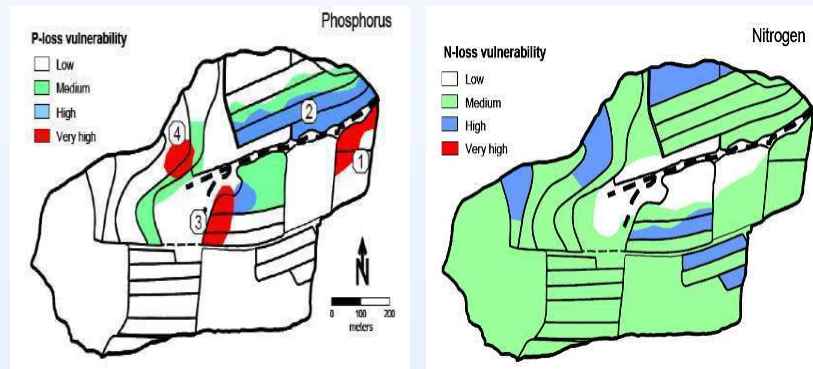 Phosphorus
P-loss vulnerability
Low
Medium
High
Very high
2
4
1
3
N
0 100 200
meters
Nitrogen
N-loss vulnerability
Low
Medium
High
Very high